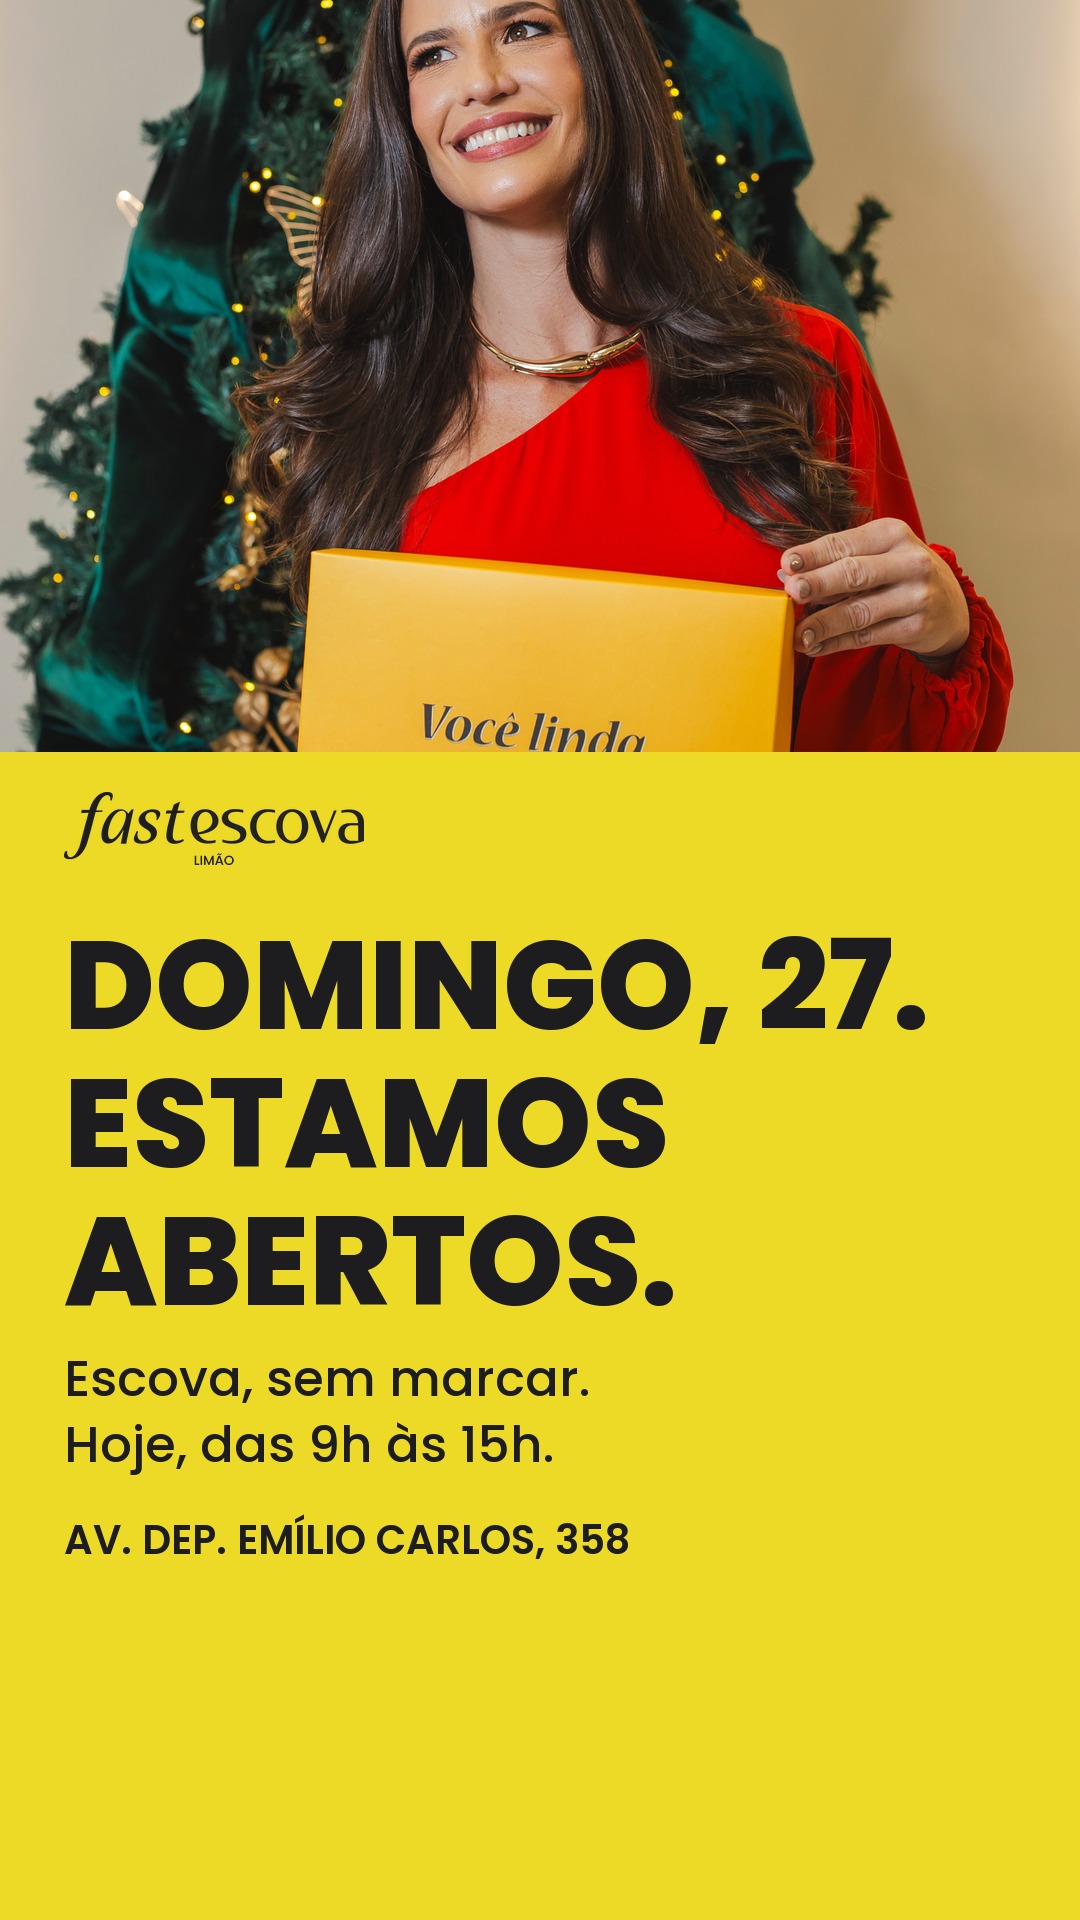 Você linda
fastescova
LIMÃO
DOMINGO, 27.
ESTAMOS
ABERTOS.
Escova, sem marcar.
Hoje, das 9h às 15h.
AV. DEP. EMÍLIO CARLOS, 358